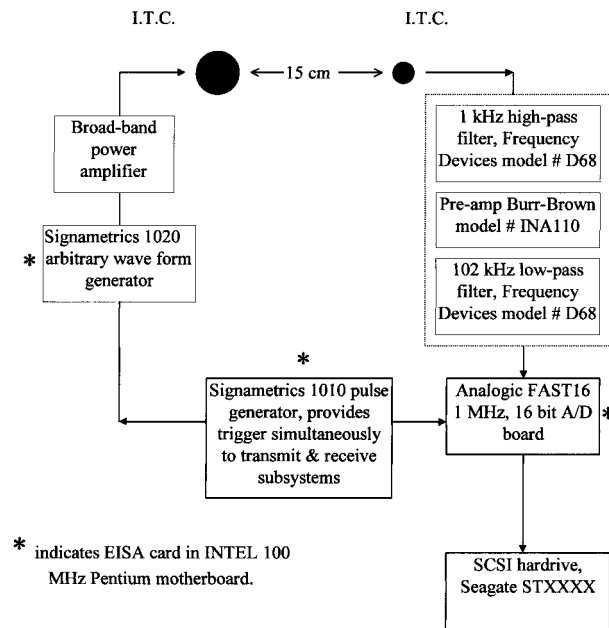 I.T.C.
I.T.C.
15 cm
Broad-band
power
amplifier
1 kHz high-pass
filter, Frequency
Devices model # D68
Pre-amp Burr-Brown
model # INA110
* Signametrics 1020
arbitrary wave form
generator
102 kHz low-pass
filter, Frequency
Devices model # D68
*
Signametrics 1010 pulse
generator, provides
trigger simultaneously
to transmit & receive
subsystems
Analogic FAST16
1 MHz, 16 bit A/D *
board
* indicates EISA card in INTEL 100
MHz Pentium motherboard.
SCSI hardrive,
Seagate STXXXX